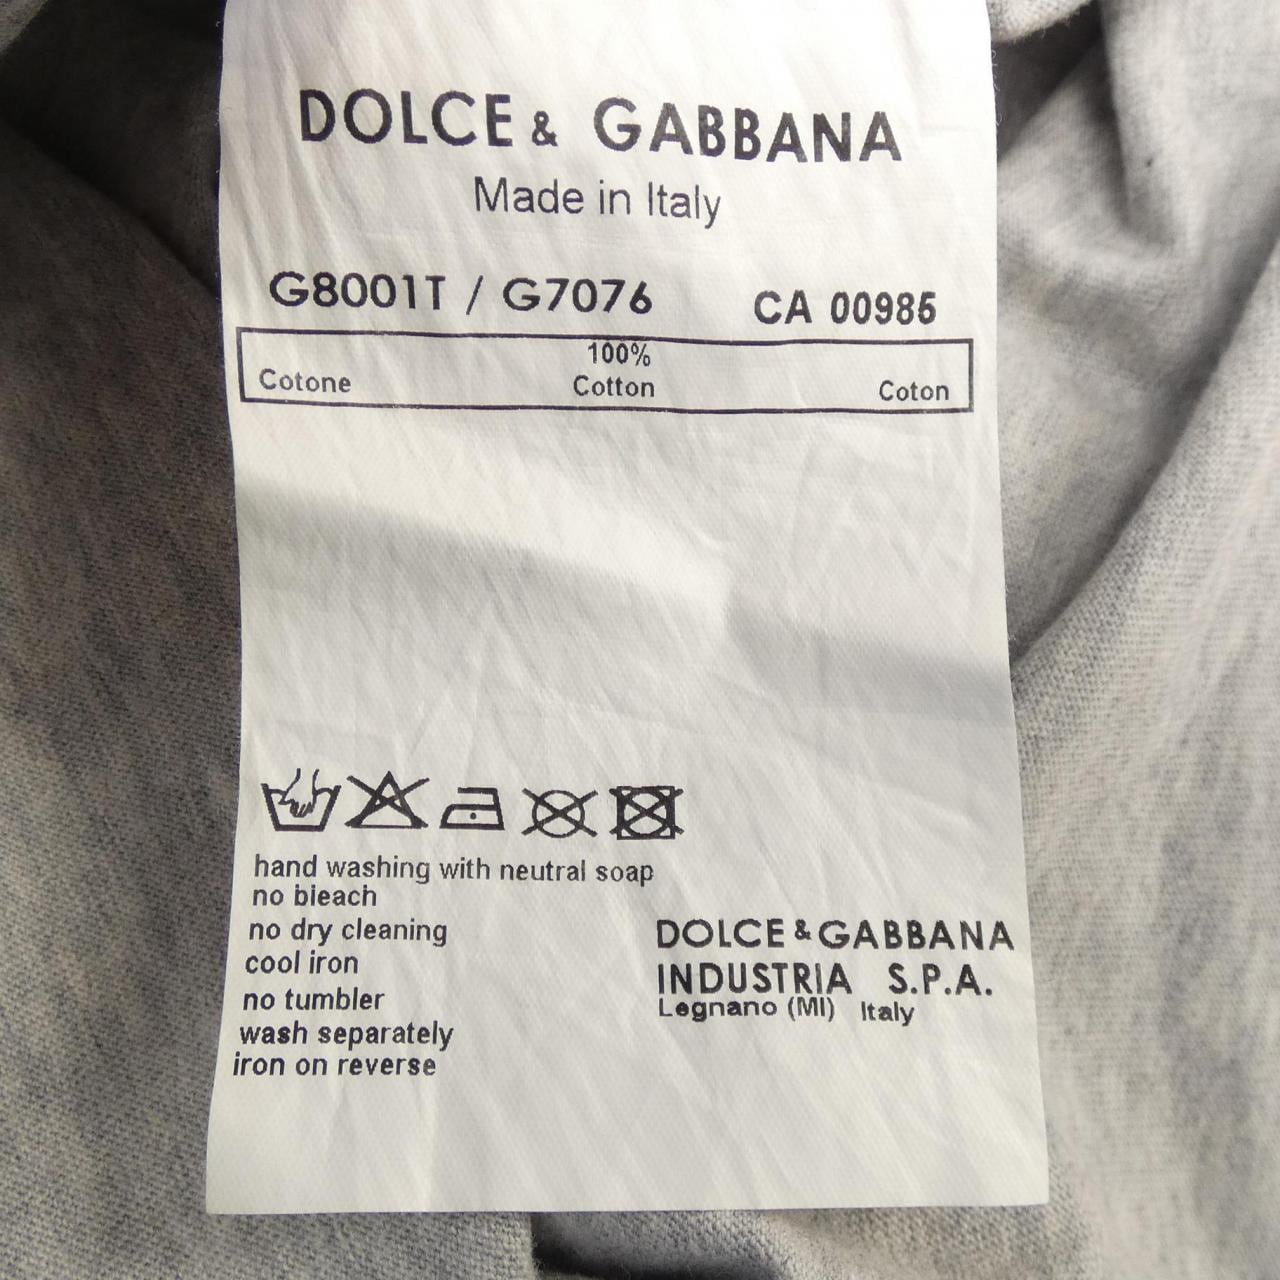 DOLCE & GABBANA
Made in Italy
G8001T / G7076 CA 00985
100%
Cotone Cotton Coton
hand washing with neutral soap
no bleach
no dry cleaning
cool iron
no tumbler
wash separately
iron on reverse
DOLCE & GABBANA
INDUSTRIA S.P.A.
Legnano (MI) Italy